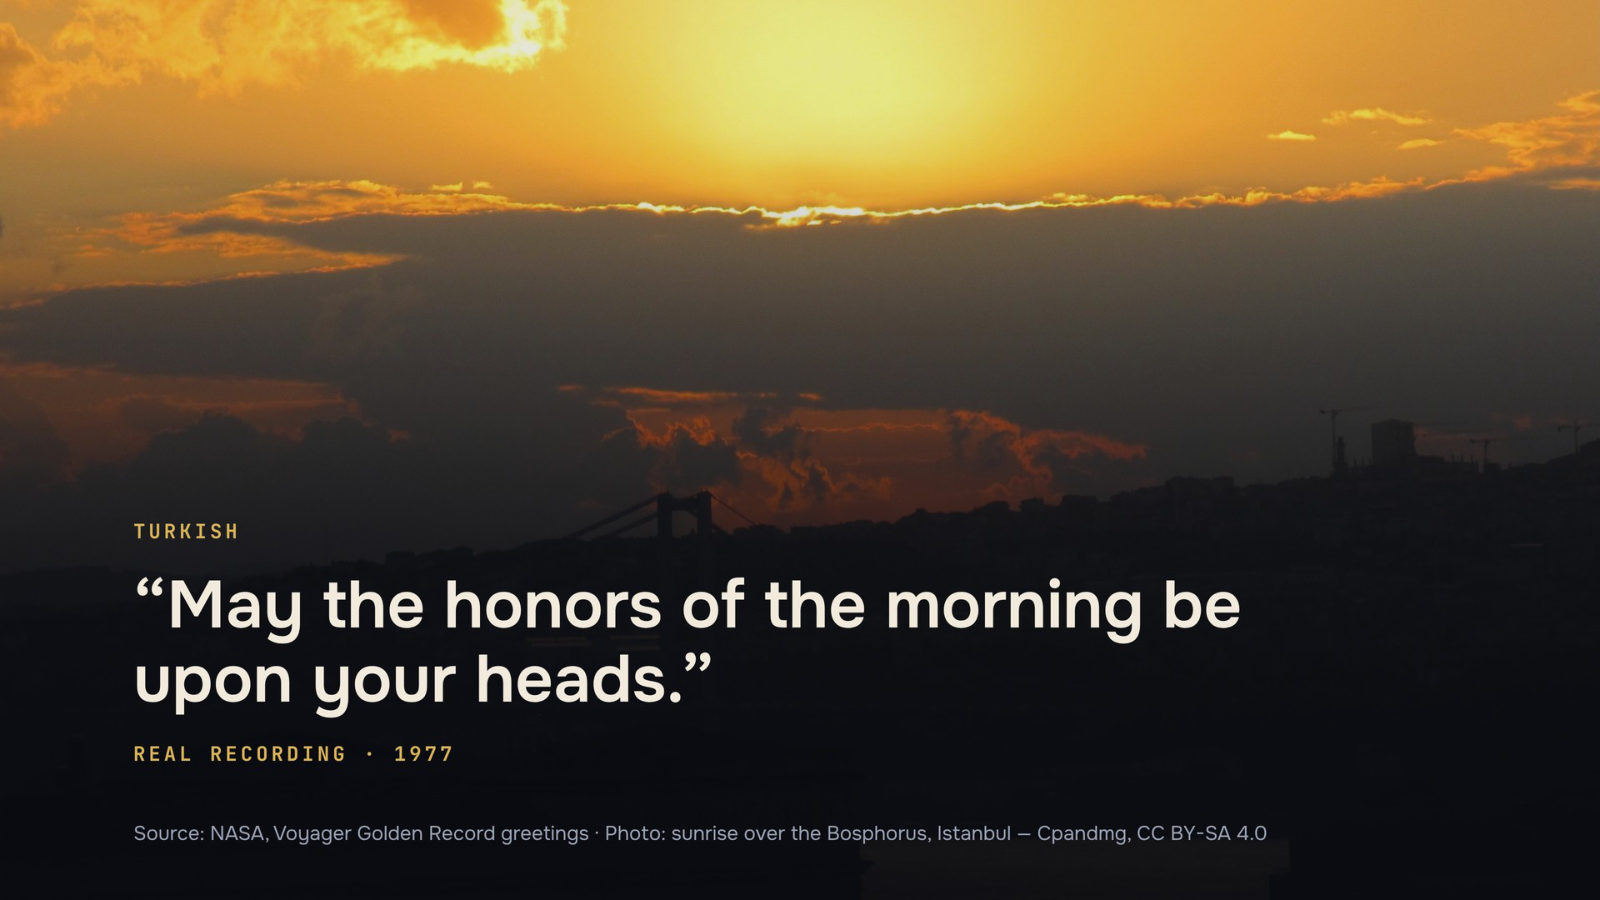 TURKISH
“May the honors of the morning be
upon your heads.”
REAL RECORDING · 1977
Source: NASA, Voyager Golden Record greetings · Photo: sunrise over the Bosphorus, Istanbul — Cpandmg, CC BY-SA 4.0